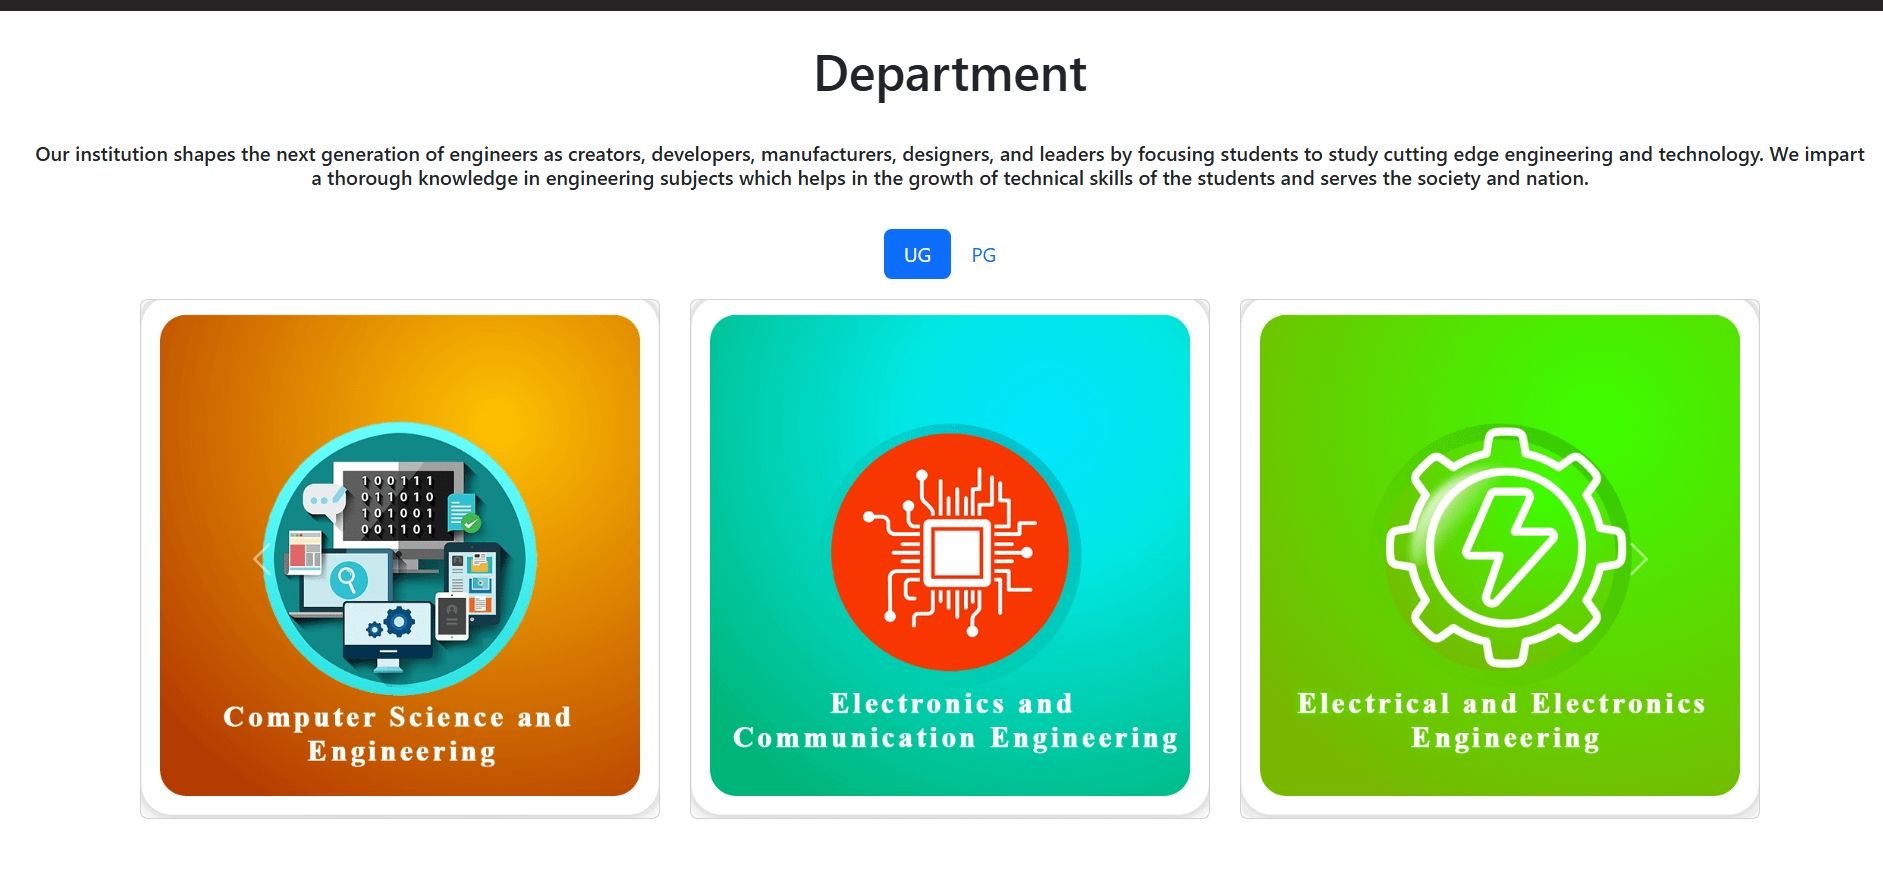 Department
Our institution shapes the next generation of engineers as creators, developers, manufacturers, designers, and leaders by focusing students to study cutting edge engineering and technology. We impart
a thorough knowledge in engineering subjects which helps in the growth of technical skills of the students and serves the society and nation.
UG PG
100111
011010
101001
001101
Computer Science and
Engineering
Electronics and
Communication Engineering
Electrical and Electronics
Engineering